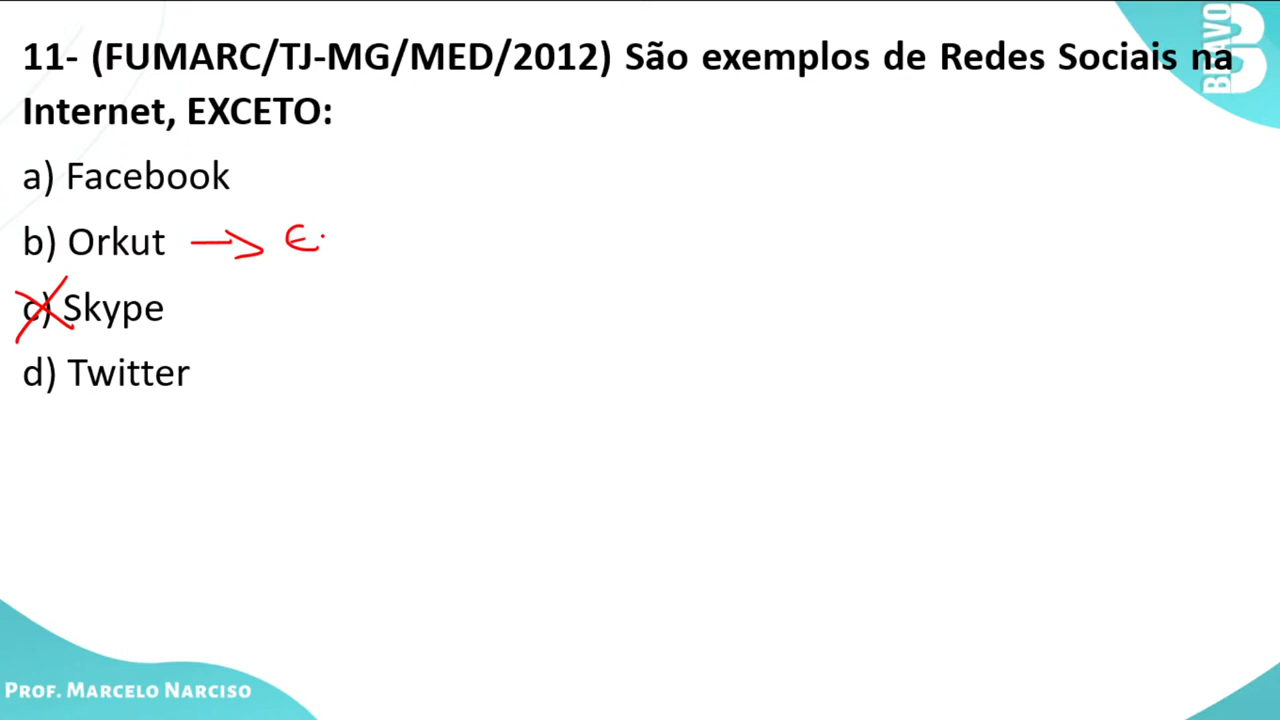 11- (FUMARC/TJ-MG/MED/2012) São exemplos de Redes Sociais na
Internet, EXCETO:
a) Facebook
b) Orkut
c) Skype
d) Twitter
BRAVO
PROF. MARCELO NARCISO